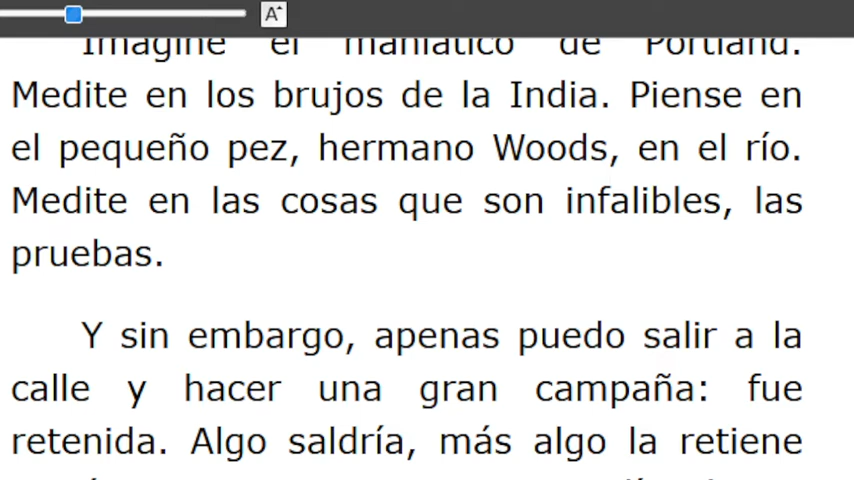 A
Imagine el maniático de Portland.
Medite en los brujos de la India. Piense en
el pequeño pez, hermano Woods, en el río.
Medite en las cosas que son infalibles, las
pruebas.
Y sin embargo, apenas puedo salir a la
calle y hacer una gran campaña: fue
retenida. Algo saldría, más algo la retiene